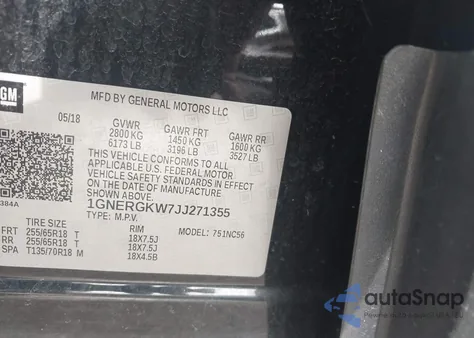 GM
MFD BY GENERAL MOTORS LLC
05/18 GVWR GAWR FRT GAWR RR
2800 KG 1450 KG 1600 KG
6173 LB 3196 LB 3527 LB
THIS VEHICLE CONFORMS TO ALL
APPLICABLE U.S. FEDERAL MOTOR
VEHICLE SAFETY
STANDARDS IN EFFECT ON THE DATE OF
MANUFACTURE SHOWN ABOVE.
384A
1GNERGKW7JJ271355
TYPE: M.P.V. MODEL: 751NC56
TIRE SIZE RIM
FRT 255/65R18 T 18X7.5J
RR 255/65R18 T 18X7.5J
SPA T135/70R18 M 18X4.5B
autoSnap